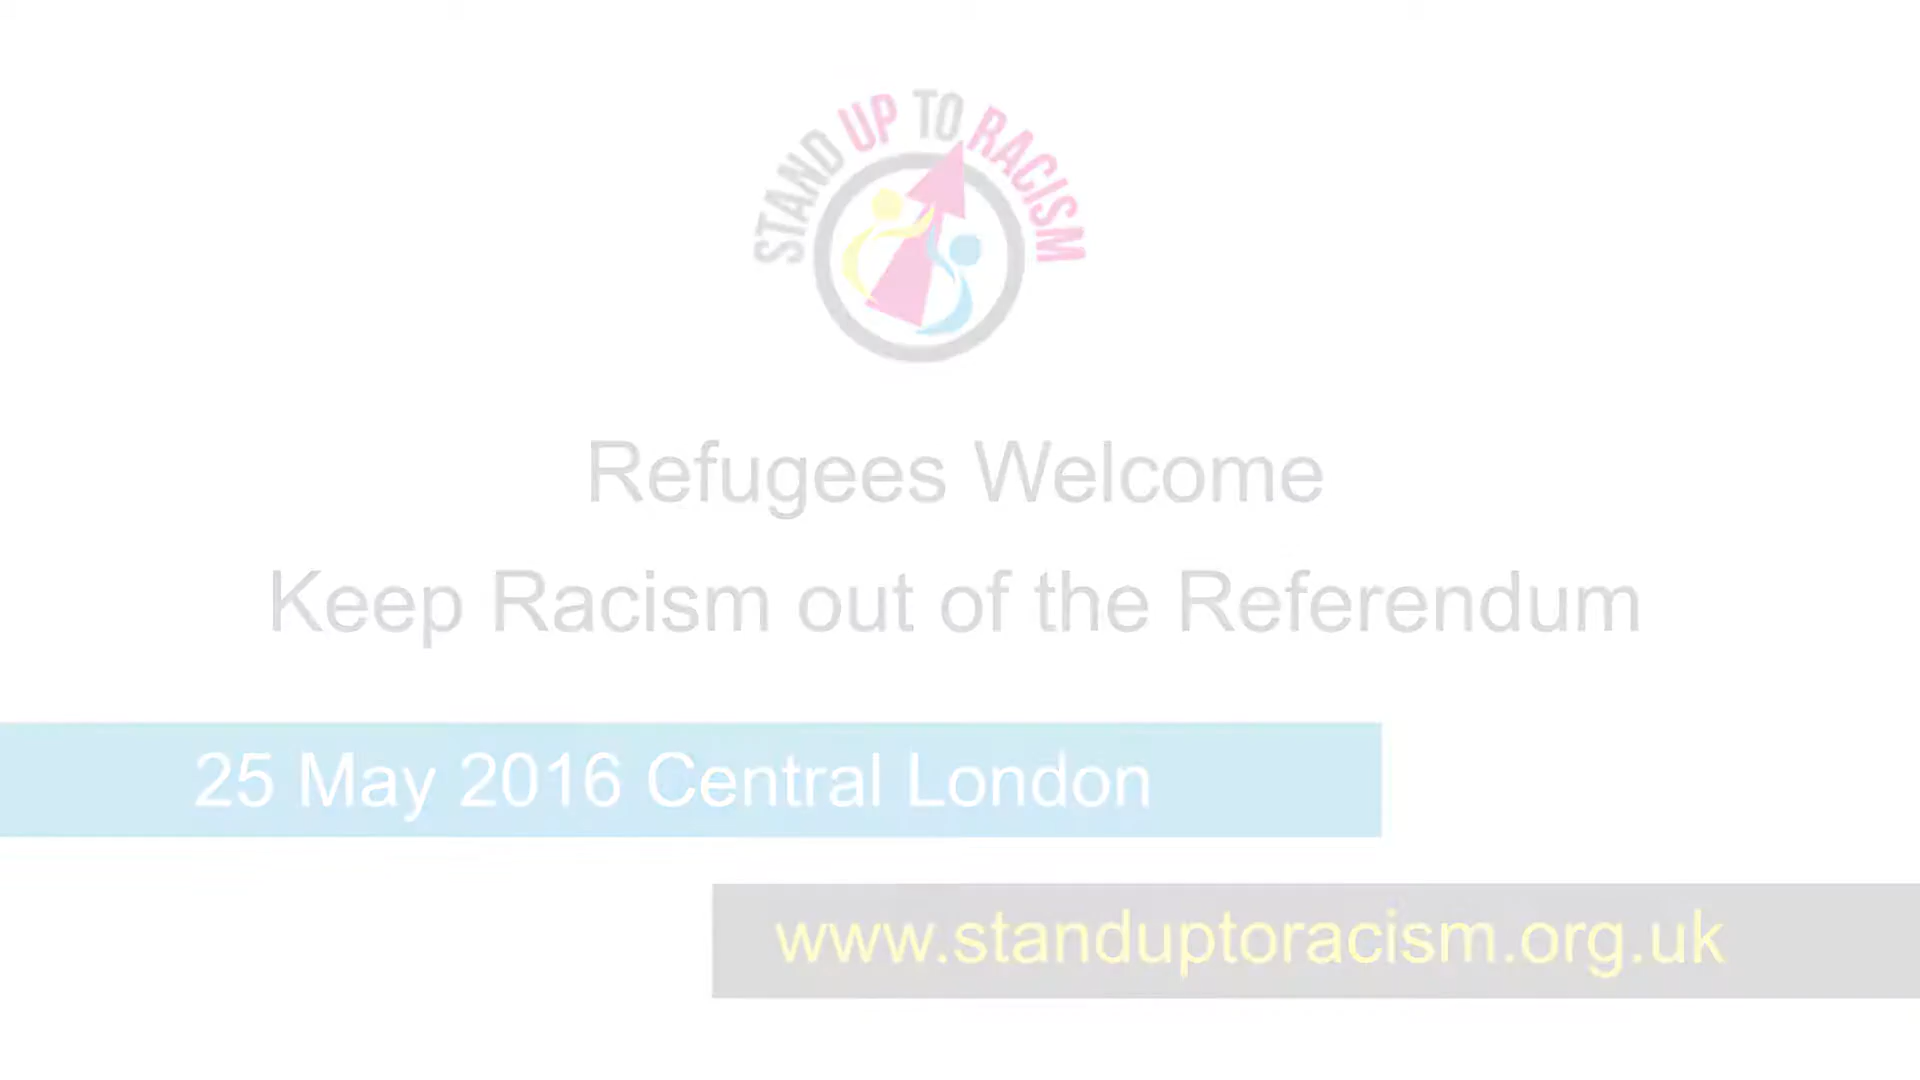 STAND UP TO RACISM
Refugees Welcome
Keep Racism out of the Referendum
25 May 2016 Central London
www.standuptoracism.org.uk